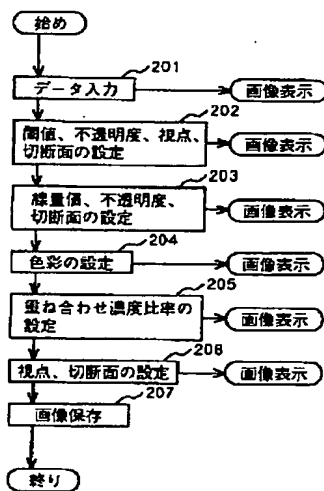 始め
201
データ入力
画像表示
202
閾値、不透明度、視点、
切断面の設定
画像表示
203
線量値、不透明度、
切断面の設定
画像表示
204
色彩の設定
画像表示
205
重ね合わせ濃度比率の
設定
画像表示
206
視点、切断面の設定
画像表示
207
画像保存
終り